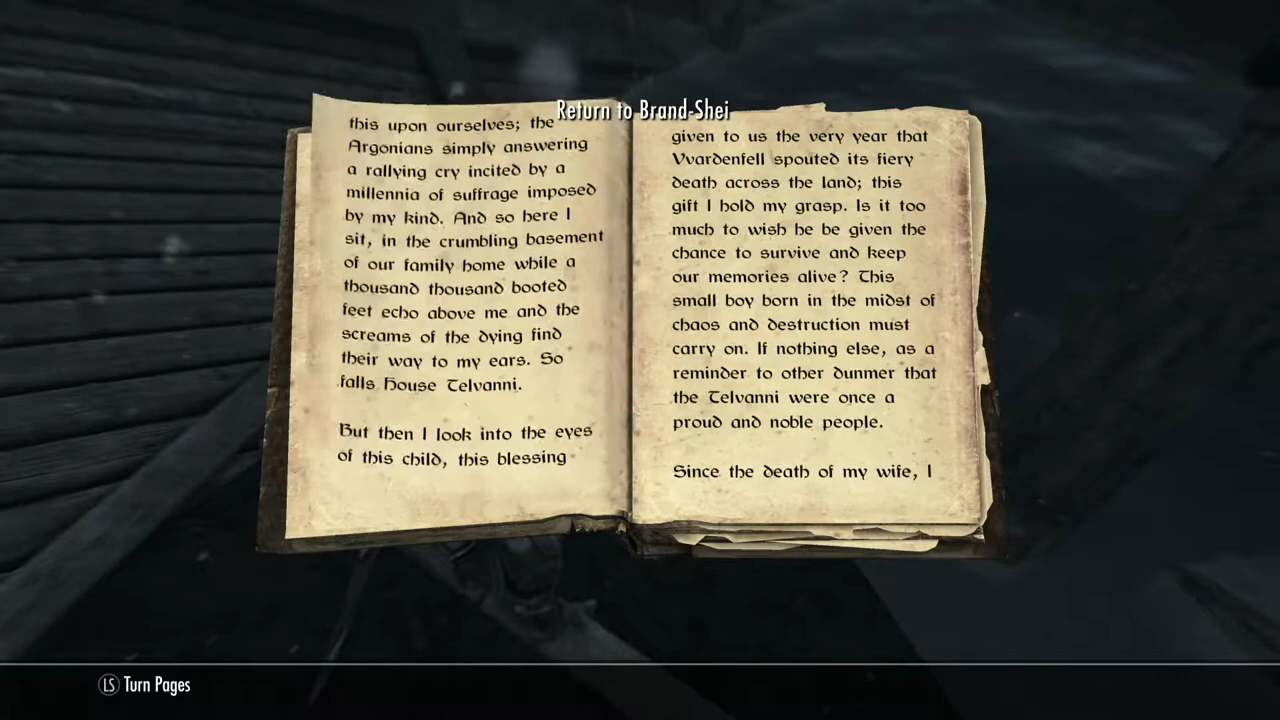 Return to Brand-Shei
this upon ourselves; the
Argonians simply answering
a rallying cry incited by a
millennia of suffrage imposed
by my kind. And so here I
sit, in the crumbling basement
of our family home while a
thousand thousand booted
feet echo above me and the
screams of the dying find
their way to my ears. So
falls House Telvanni.
But then I look into the eyes
of this child, this blessing
given to us the very year that
Vvardenfell spouted its fiery
death across the land; this
gift I hold my grasp. Is it too
much to wish he be given the
chance to survive and keep
our memories alive? This
small boy born in the midst of
chaos and destruction must
carry on. If nothing else, as a
reminder to other dunmer that
the Telvanni were once a
proud and noble people.
Since the death of my wife, I
LS Turn Pages